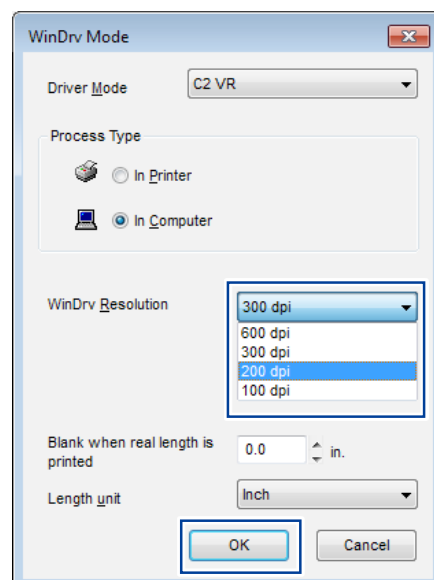 WinDrv Mode
Driver Mode
C2 VR
Process Type
In Printer
In Computer
WinDrv Resolution
300 dpi
600 dpi
300 dpi
200 dpi
100 dpi
Blank when real length is
printed
0.0
in.
Length unit
Inch
OK
Cancel